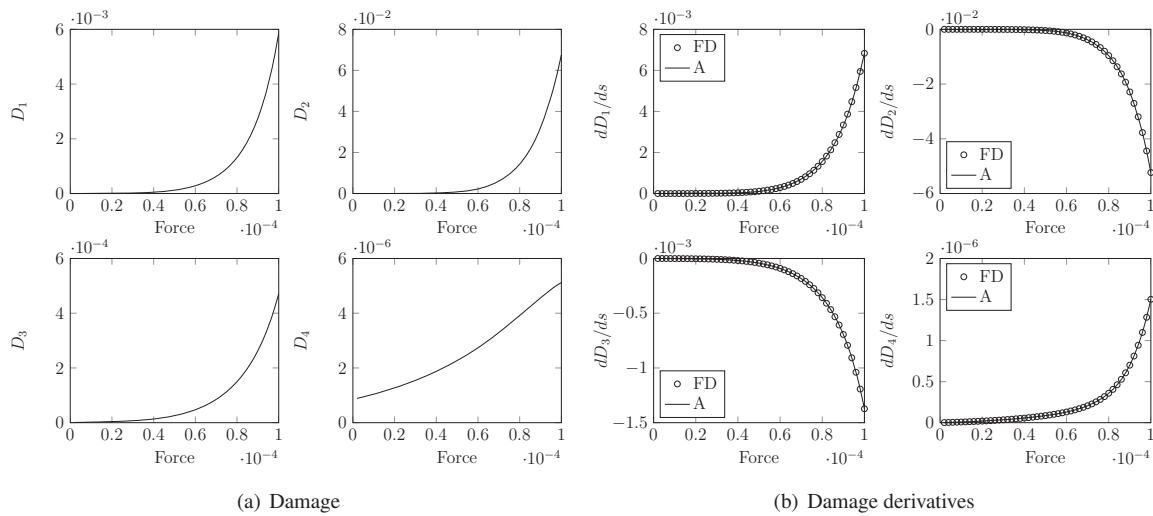 ·10−3
6
4
2
0
D1
0 0.2 0.4 0.6 0.8 1
Force ·10−4
·10−2
8
6
4
2
0
D2
0 0.2 0.4 0.6 0.8 1
Force ·10−4
·10−4
6
4
2
0
D3
0 0.2 0.4 0.6 0.8 1
Force ·10−4
·10−6
6
4
2
0
D4
0 0.2 0.4 0.6 0.8 1
Force ·10−4
(a) Damage
·10−3
8
6
4
2
0
dD1/ds
FD
A
0 0.2 0.4 0.6 0.8 1
Force ·10−4
·10−2
0
−2
−4
−6
dD2/ds
FD
A
0 0.2 0.4 0.6 0.8 1
Force ·10−4
·10−3
0
−0.5
−1
−1.5
dD3/ds
FD
A
0 0.2 0.4 0.6 0.8 1
Force ·10−4
·10−6
2
1.5
1
0.5
0
dD4/ds
FD
A
0 0.2 0.4 0.6 0.8 1
Force ·10−4
(b) Damage derivatives